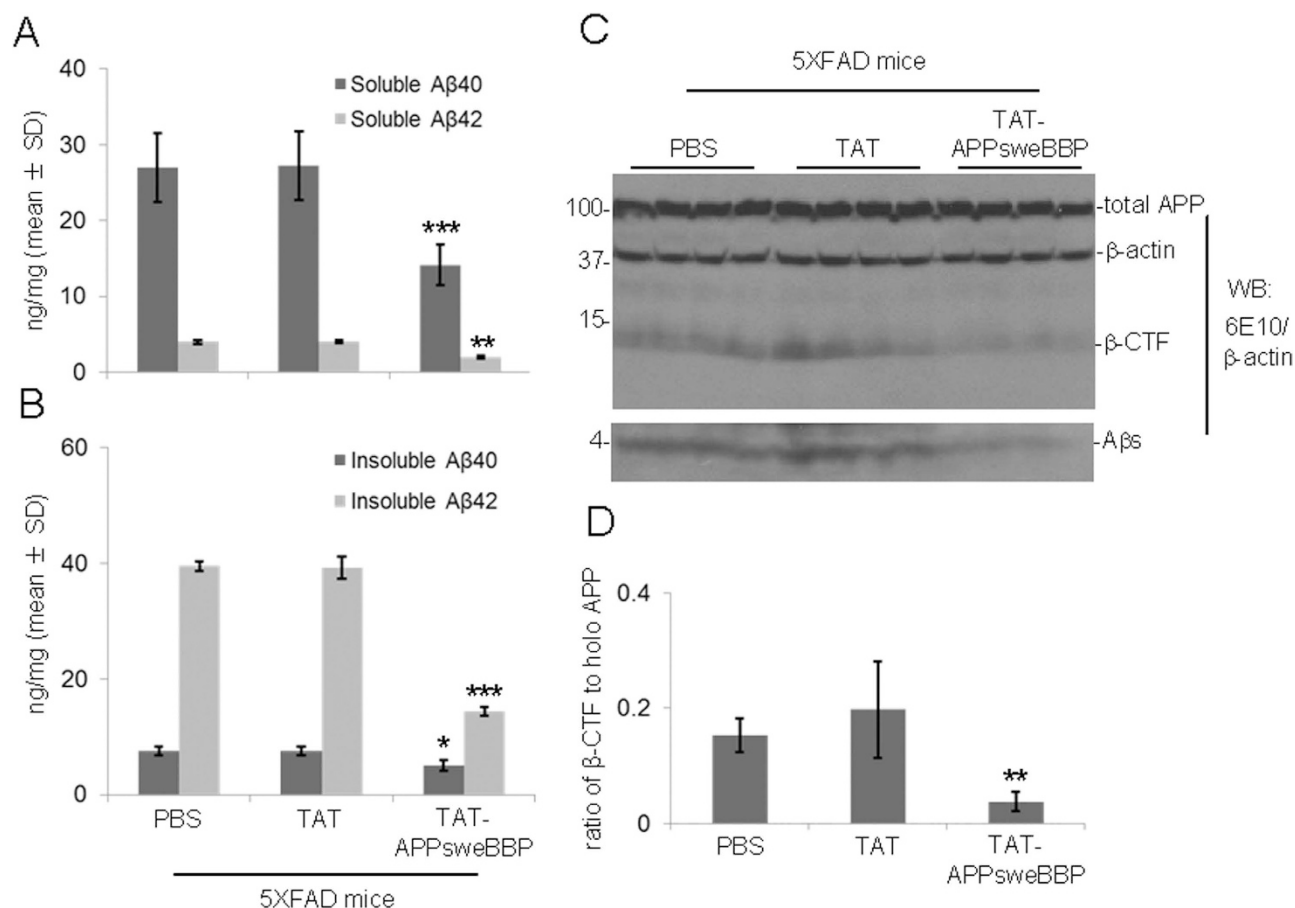 A
ng/mg (mean ± SD)
40
30
20
10
0
Soluble Aβ40
Soluble Aβ42
***
**
B
ng/mg (mean ± SD)
60
40
20
0
Insoluble Aβ40
Insoluble Aβ42
*
***
PBS
TAT
TAT-
APPsweBBP
5XFAD mice
C
5XFAD mice
PBS
TAT
TAT-
APPsweBBP
100-
37-
15
4-
-total APP
-β-actin
-β-CTF
-Aβs
WB:
6E10/
β-actin
D
ratio of β-CTF to holo APP
0.4
0.2
0
**
PBS
TAT
TAT-
APPsweBBP